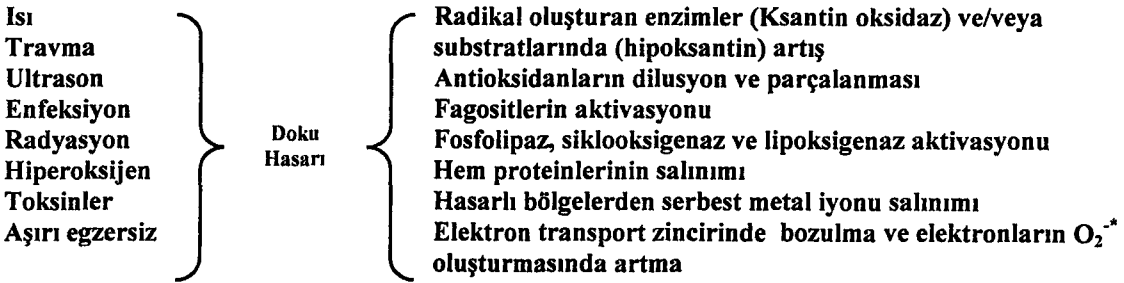 Isı
Travma
Ultrason
Enfeksiyon
Radyasyon
Hiperoksijen
Toksinler
Aşırı egzersiz
Doku
Hasarı
Radikal oluşturan enzimler (Ksantin oksidaz) ve/veya
substratlarında (hipoksantin) artış
Antioksidanların dilusyon ve parçalanması
Fagositlerin aktivasyonu
Fosfolipaz, siklooksigenaz ve lipoksigenaz aktivasyonu
Hem proteinlerinin salınımı
Hasarlı bölgelerden serbest metal iyonu salınımı
Elektron transport zincirinde bozulma ve elektronların O₂⁻*
oluşturmasında artma